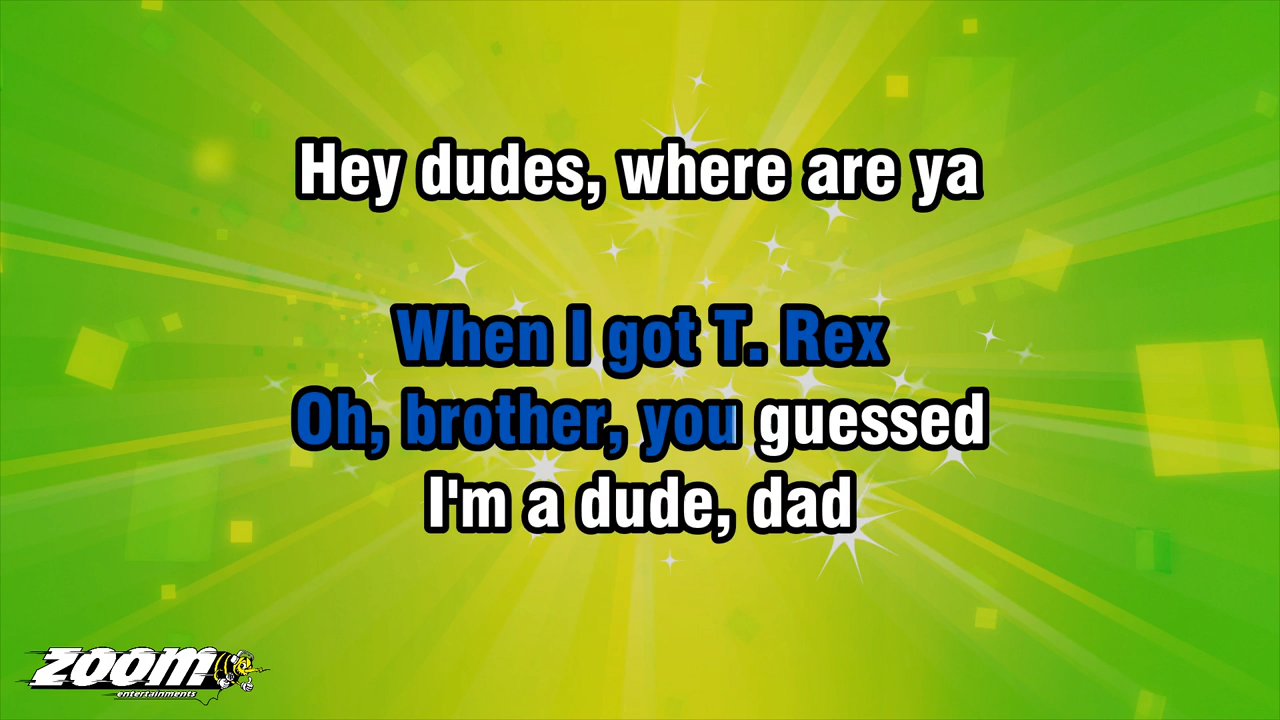 Hey dudes, where are ya
When I got T. Rex
Oh, brother, you guessed
I'm a dude, dad
zoom
entertainments